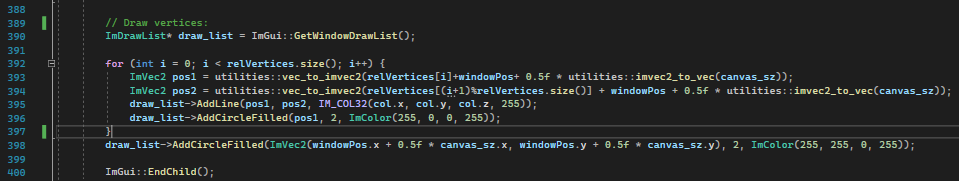 388
389 // Draw vertices:
390 ImDrawList* draw_list = ImGui::GetWindowDrawList();
391
392 for (int i = 0; i < relVertices.size(); i++) {
393 ImVec2 pos1 = utilities::vec_to_imvec2(relVertices[i]+windowPos+ 0.5f * utilities::imvec2_to_vec(canvas_sz));
394 ImVec2 pos2 = utilities::vec_to_imvec2(relVertices[(i+1)%relVertices.size()] + windowPos + 0.5f * utilities::imvec2_to_vec(canvas_sz));
395 draw_list->AddLine(pos1, pos2, IM_COL32(col.x, col.y, col.z, 255));
396 draw_list->AddCircleFilled(pos1, 2, ImColor(255, 0, 0, 255));
397 }
398 draw_list->AddCircleFilled(ImVec2(windowPos.x + 0.5f * canvas_sz.x, windowPos.y + 0.5f * canvas_sz.y), 2, ImColor(255, 255, 0, 255));
399
400 ImGui::EndChild();